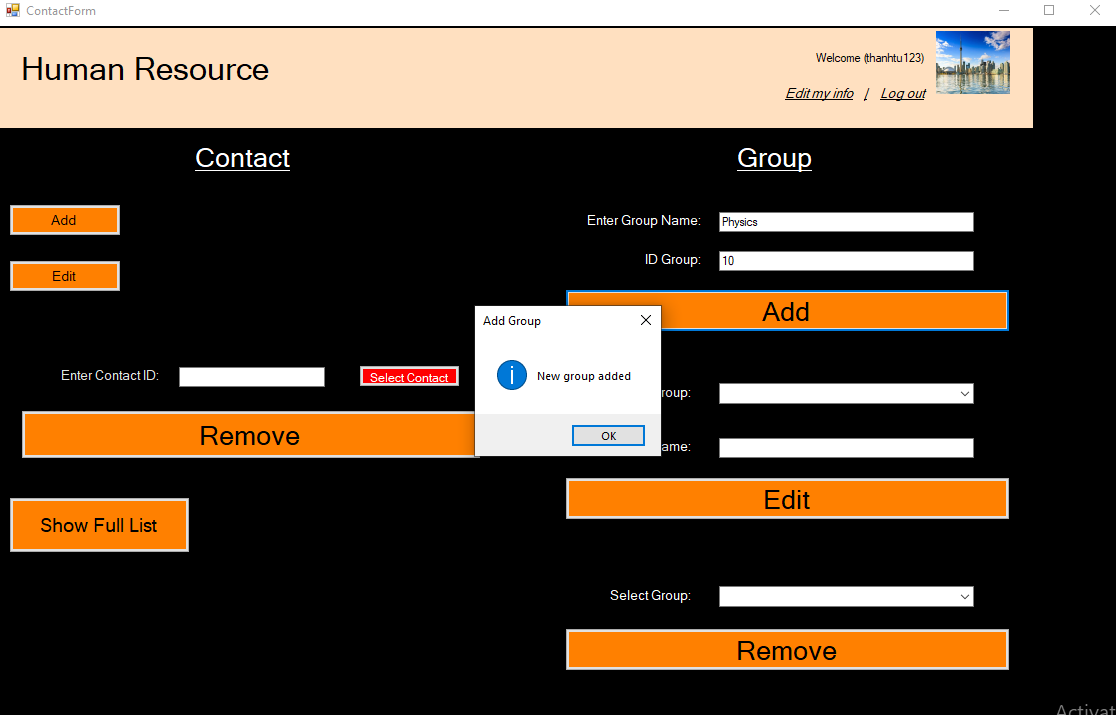 ContactForm
Human Resource
Welcome (thanhtu123)
Edit my info | Log out
Contact
Group
Add
Edit
Enter Contact ID:
Select Contact
Remove
Show Full List
Enter Group Name:
Physics
ID Group:
10
Add
Add Group
New group added
OK
roup:
ame:
Edit
Select Group:
Remove
Activat